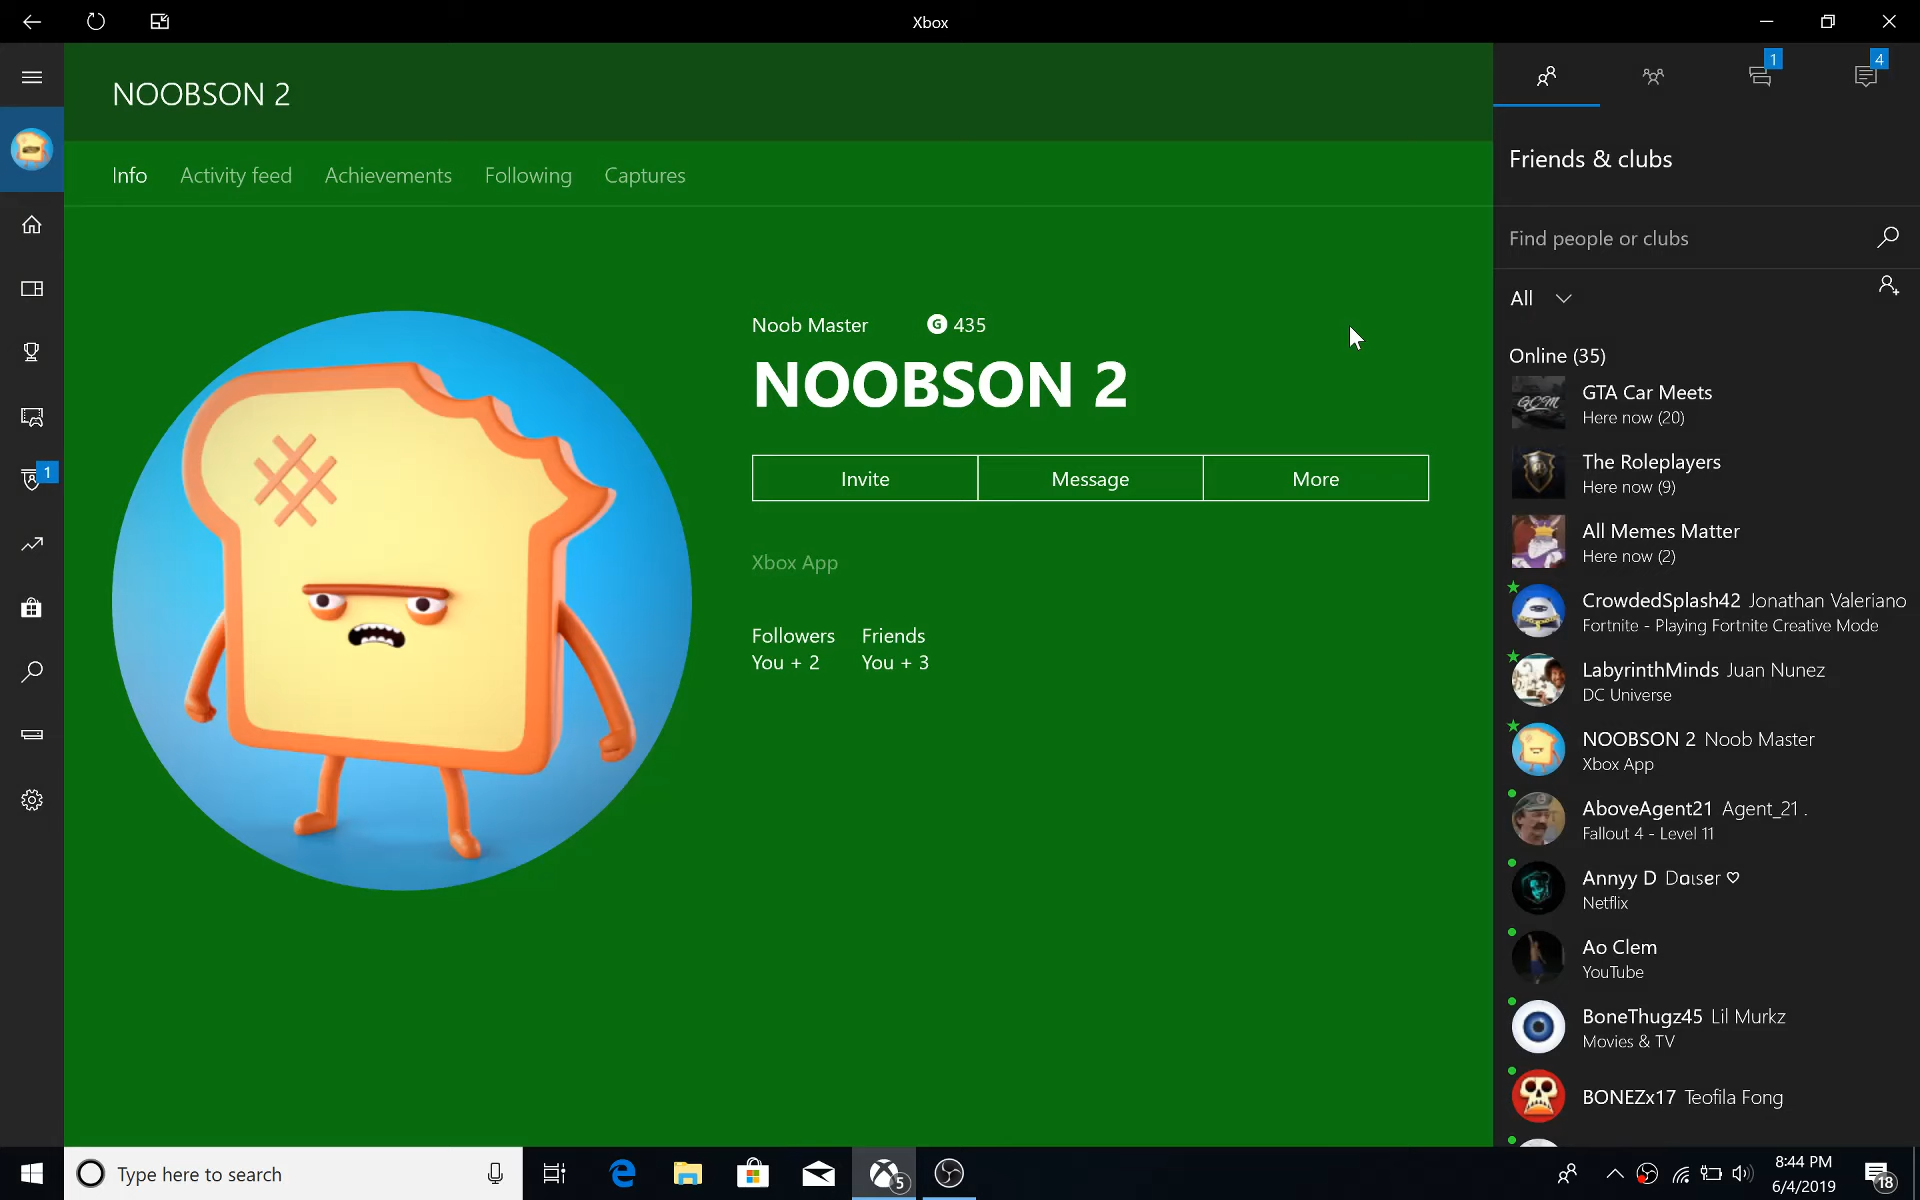 Xbox
NOOBSON 2
Info Activity feed Achievements Following Captures
Noob Master G 435
NOOBSON 2
Invite Message More
Xbox App
Followers Friends
You + 2 You + 3
1
1 4
Friends & clubs
Find people or clubs
All
Online (35)
GCM
GTA Car Meets
Here now (20)
The Roleplayers
Here now (9)
All Memes Matter
Here now (2)
CrowdedSplash42 Jonathan Valeriano
Fortnite - Playing Fortnite Creative Mode
LabyrinthMinds Juan Nunez
DC Universe
NOOBSON 2 Noob Master
Xbox App
AboveAgent21 Agent_21 .
Fallout 4 - Level 11
Annyy D Dαιѕer ♡
Netflix
Ao Clem
YouTube
BoneThugz45 Lil Murkz
Movies & TV
BONEZx17 Teofila Fong
Type here to search
5
8:44 PM
6/4/2019
18